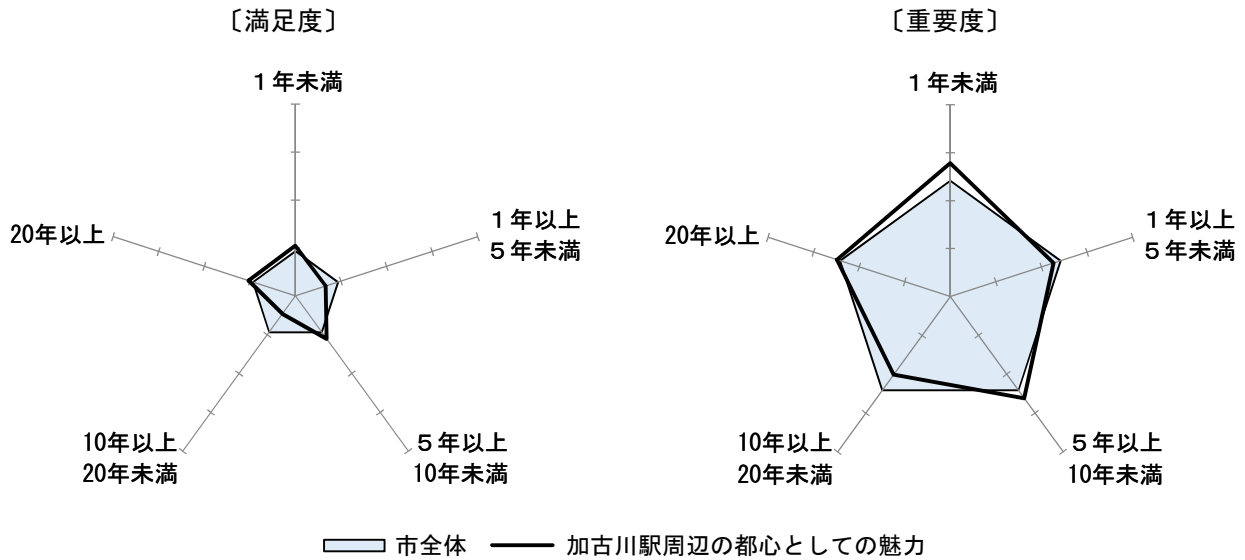 〔満足度〕
１年未満
１年以上
５年未満
５年以上
10年未満
10年以上
20年未満
20年以上
〔重要度〕
１年未満
１年以上
５年未満
５年以上
10年未満
10年以上
20年未満
20年以上
市全体
加古川駅周辺の都心としての魅力